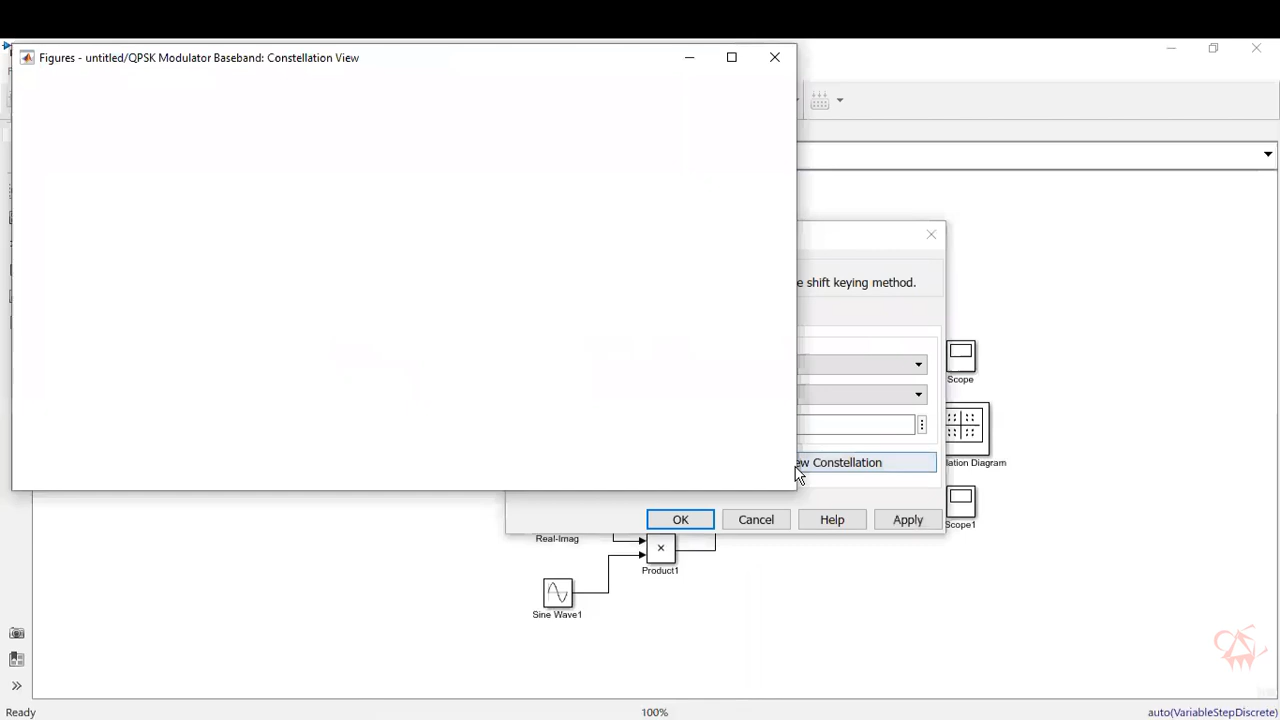 Figures - untitled/QPSK Modulator Baseband: Constellation View
e shift keying method.
Scope
ew Constellation
lation Diagram
OK
Cancel
Help
Apply
Scope1
Real-Imag
×
Product1
Sine Wave1
Ready
100%
auto(VariableStepDiscrete)